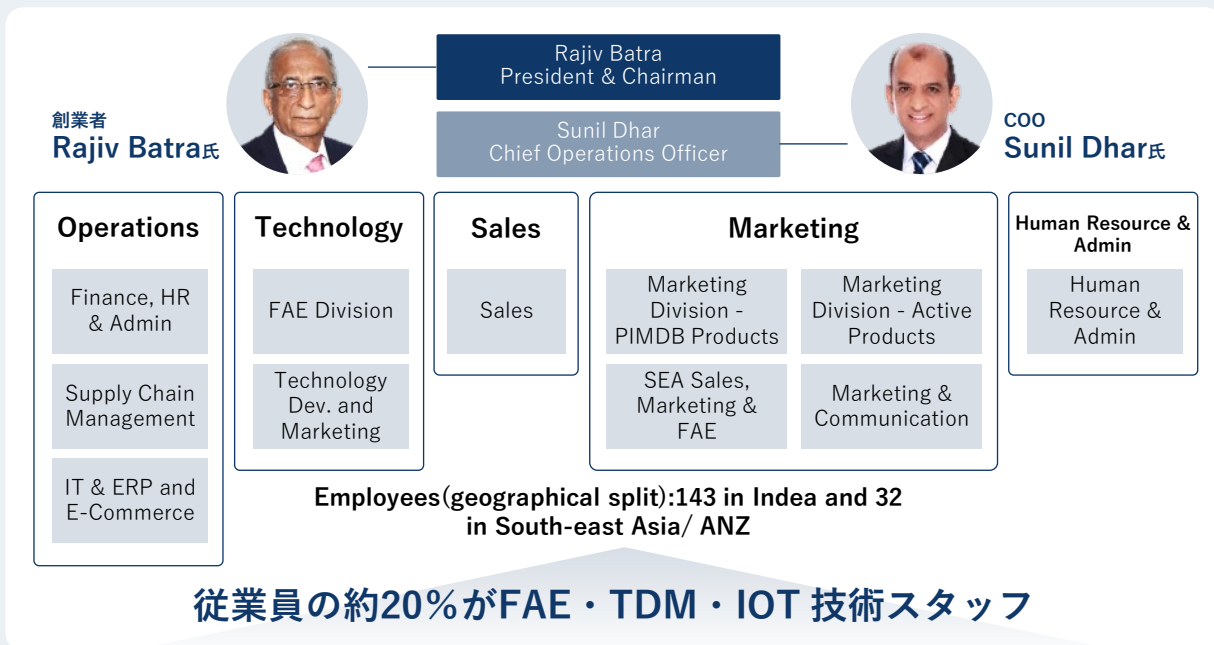 Rajiv Batra
President & Chairman
創業者
Rajiv Batra氏
Sunil Dhar
Chief Operations Officer
COO
Sunil Dhar氏
Operations
Finance, HR
& Admin
Supply Chain
Management
IT & ERP and
E-Commerce
Technology
FAE Division
Technology
Dev. and
Marketing
Sales
Sales
Marketing
Marketing
Division -
PIMDB Products
Marketing
Division - Active
Products
SEA Sales,
Marketing &
FAE
Marketing &
Communication
Human Resource &
Admin
Human
Resource &
Admin
Employees(geographical split):143 in Indea and 32
in South-east Asia/ ANZ
従業員の約20%がFAE・TDM・IOT 技術スタッフ